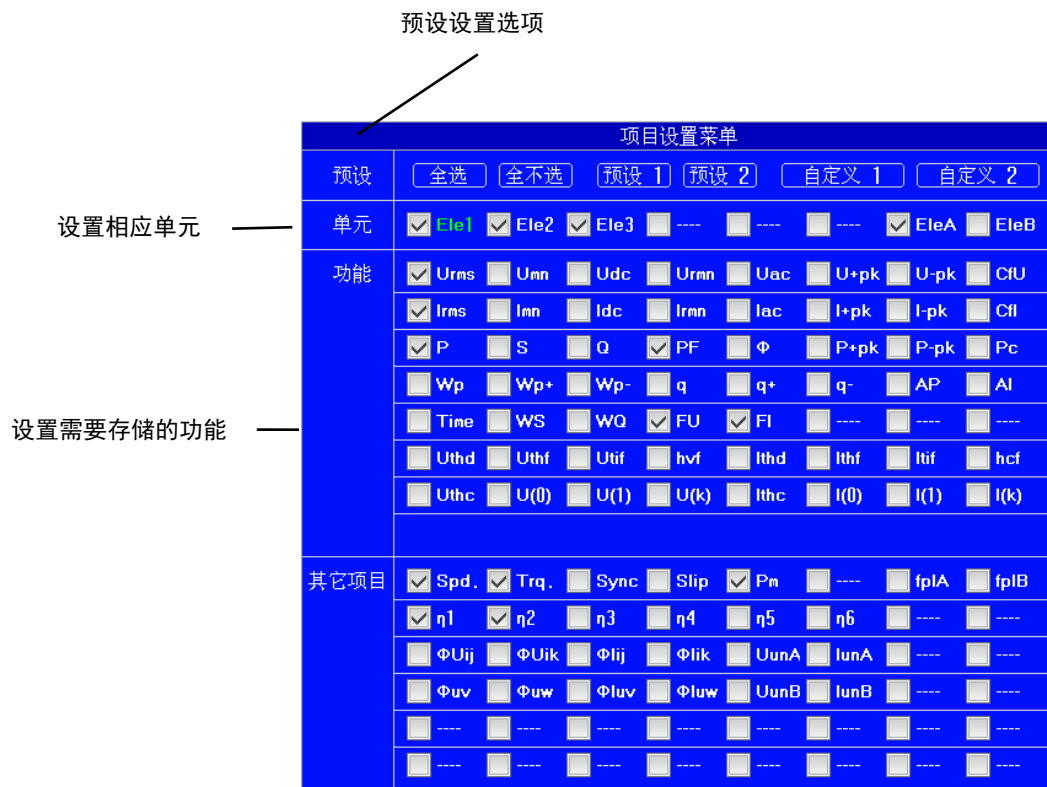 预设设置选项
项目设置菜单
预设 全选 全不选 预设 1 预设 2 自定义 1 自定义 2
设置相应单元
单元 Ele1 Ele2 Ele3 ---- ---- ---- EleA EleB
功能 Urms Umn Udc Urmn Uac U+pk U-pk CfU
Irms Imn Idc Irmn Iac I+pk I-pk CfI
P S Q PF Φ P+pk P-pk Pc
Wp Wp+ Wp- q q+ q- AP AI
设置需要存储的功能
Time WS WQ FU FI ---- ---- ----
Uthd Uthf Utif hvf Ithd Ithf Itif hcf
Uthc U(0) U(1) U(k) Ithc I(0) I(1) I(k)
其它项目 Spd. Trq. Sync Slip Pm ---- fplA fplB
η1 η2 η3 η4 η5 η6 ---- ----
ΦUij ΦUik ΦIij ΦIik UunA IunA ---- ----
Φuv Φuw ΦIuv ΦIuw UunB IunB ---- ----
---- ---- ---- ---- ---- ---- ---- ----
---- ---- ---- ---- ---- ---- ---- ----